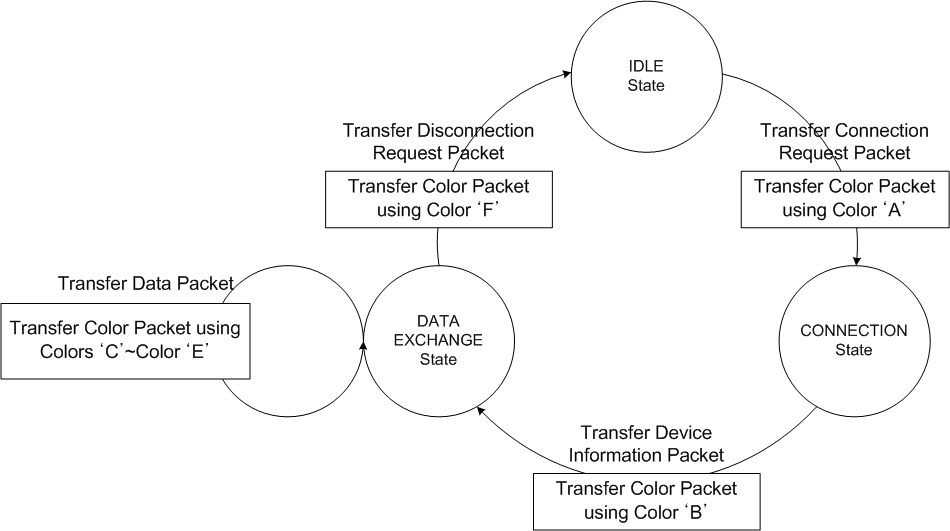 IDLE
State
Transfer Disconnection
Request Packet
Transfer Color Packet
using Color ‘F’
Transfer Connection
Request Packet
Transfer Color Packet
using Color ‘A’
Transfer Data Packet
Transfer Color Packet using
Colors ‘C’~Color ‘E’
DATA
EXCHANGE
State
CONNECTION
State
Transfer Device
Information Packet
Transfer Color Packet
using Color ‘B’